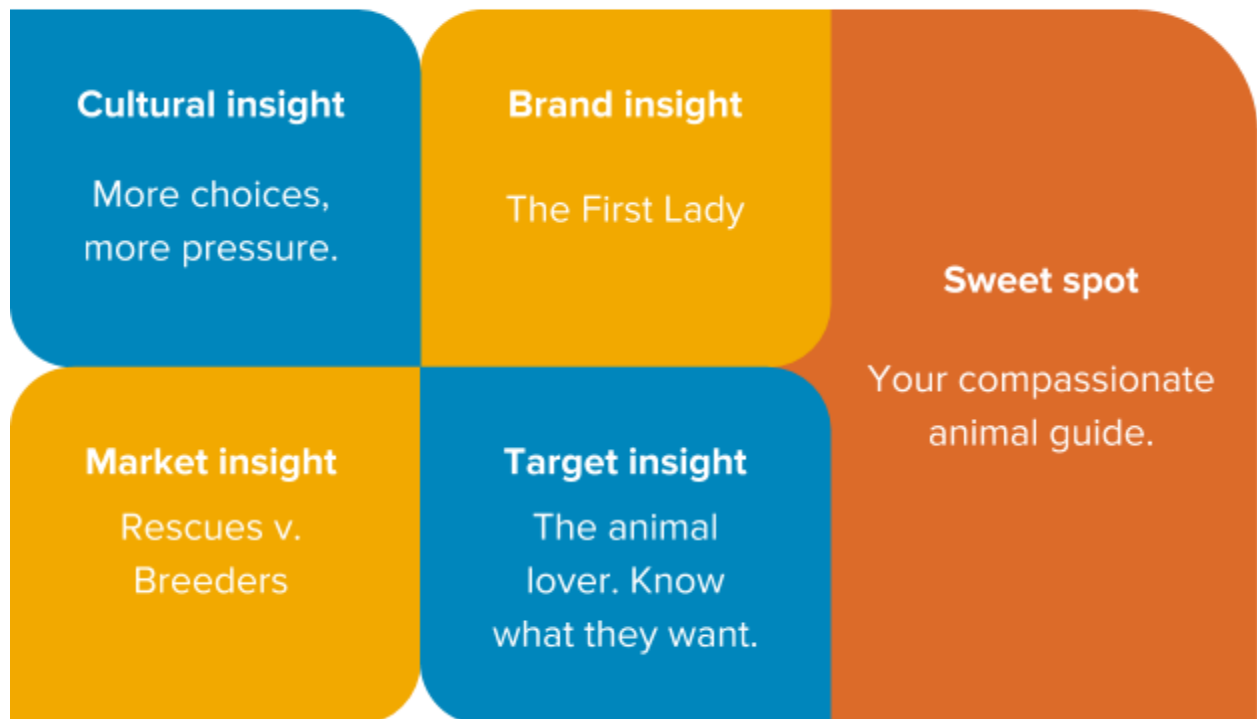 Cultural insight
More choices,
more pressure.
Brand insight
The First Lady
Market insight
Rescues v.
Breeders
Target insight
The animal
lover. Know
what they want.
Sweet spot
Your compassionate
animal guide.